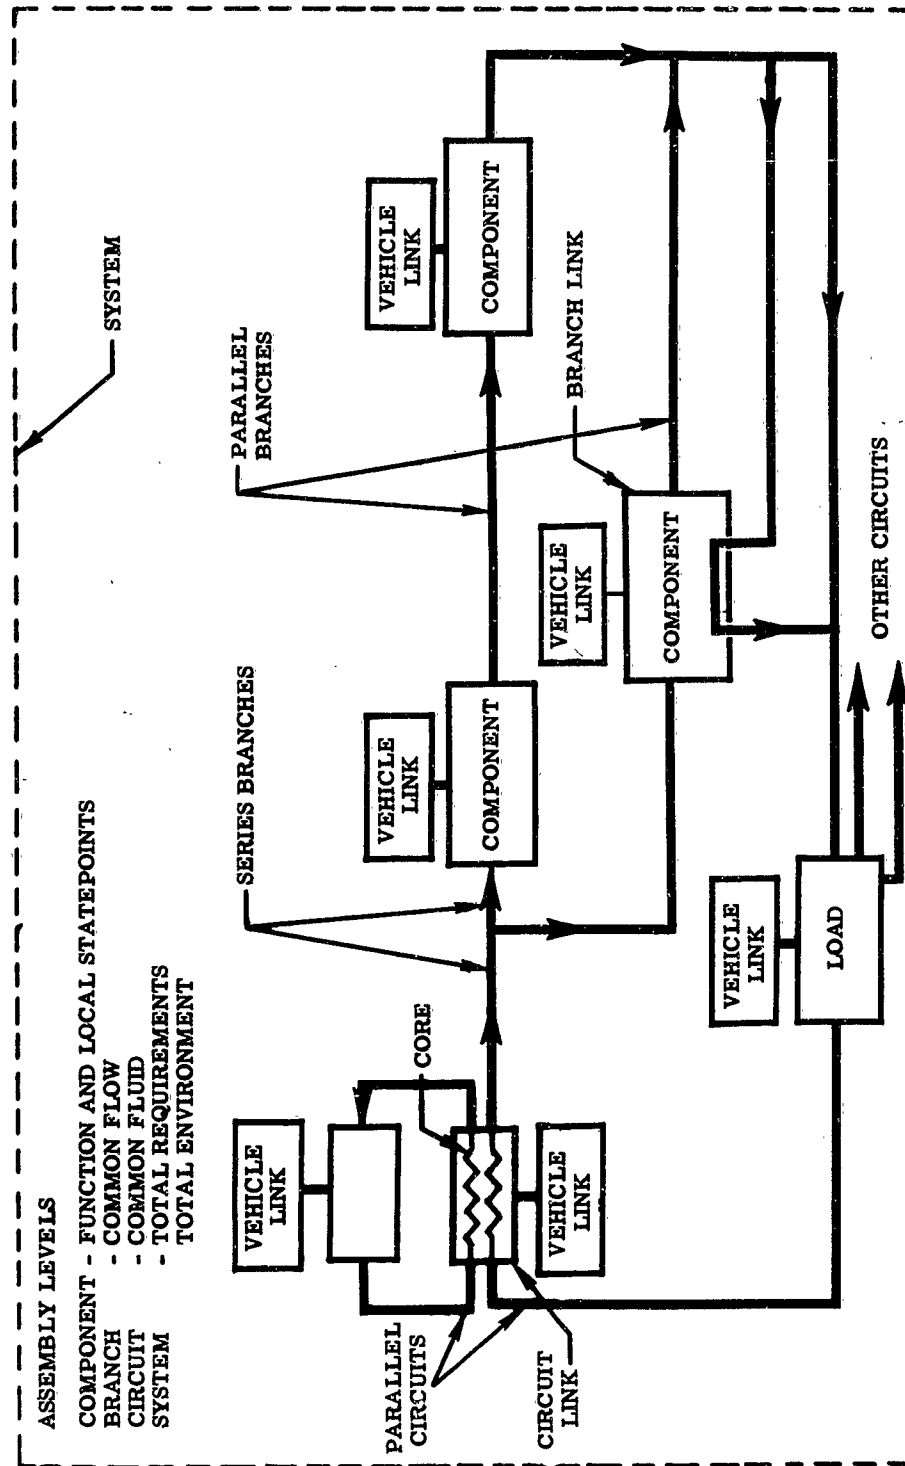 ASSEMBLY LEVELS
COMPONENT - FUNCTION AND LOCAL STATEPOINTS
BRANCH - COMMON FLOW
CIRCUIT - COMMON FLUID
SYSTEM - TOTAL REQUIREMENTS
TOTAL ENVIRONMENT
SYSTEM
PARALLEL
BRANCHES
SERIES BRANCHES
VEHICLE
LINK
VEHICLE
LINK
COMPONENT
VEHICLE
LINK
COMPONENT
CORE
VEHICLE
LINK
PARALLEL
CIRCUITS
CIRCUIT
LINK
BRANCH LINK
VEHICLE
LINK
COMPONENT
VEHICLE
LINK
LOAD
OTHER CIRCUITS